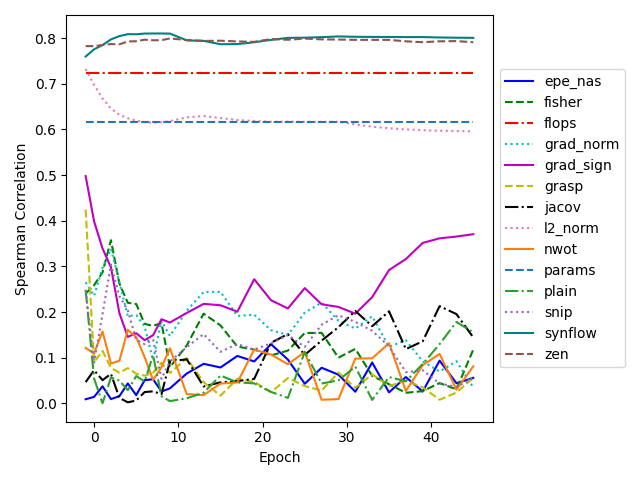 0.8
0.7
0.6
0.5
0.4
0.3
0.2
0.1
0.0
Spearman Correlation
0 10 20 30 40
Epoch
epe_nas
fisher
flops
grad_norm
grad_sign
grasp
jacov
l2_norm
nwot
params
plain
snip
synflow
zen